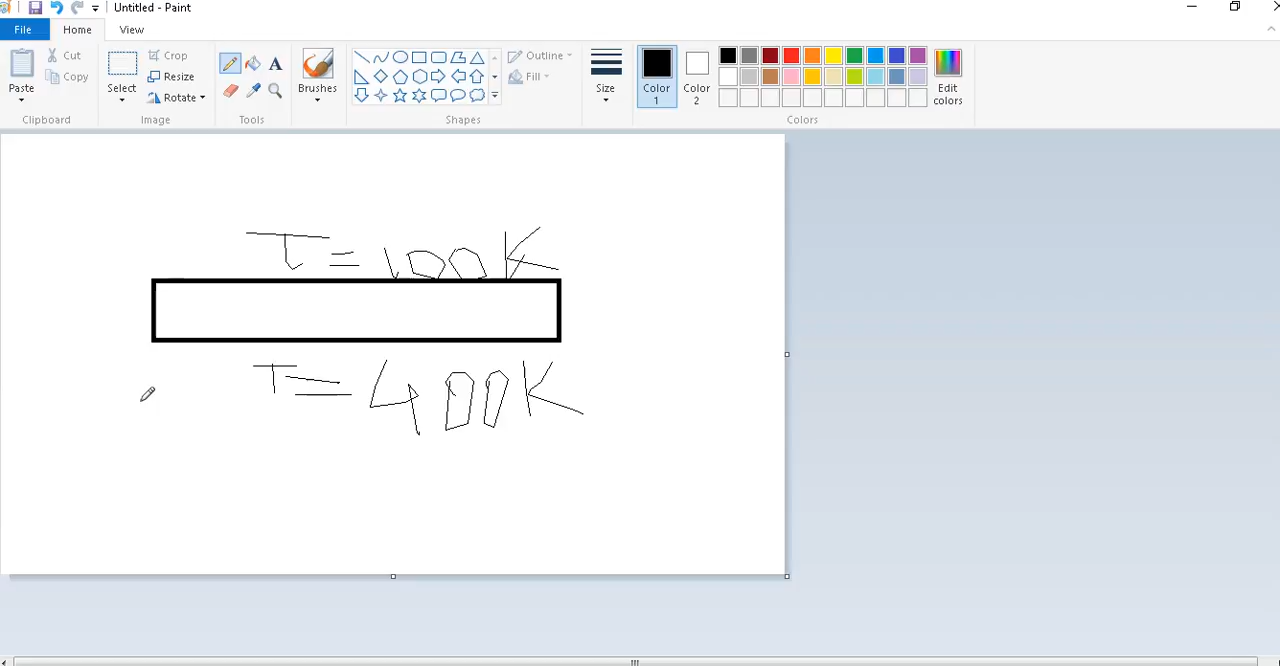 Untitled - Paint
File Home View
Paste
Cut
Copy
Clipboard
Select
Crop
Resize
Rotate
Image
Tools
Brushes
Shapes
Outline
Fill
Size
Color 1
Color 2
Edit colors
Colors
T= 100K
T= 400K